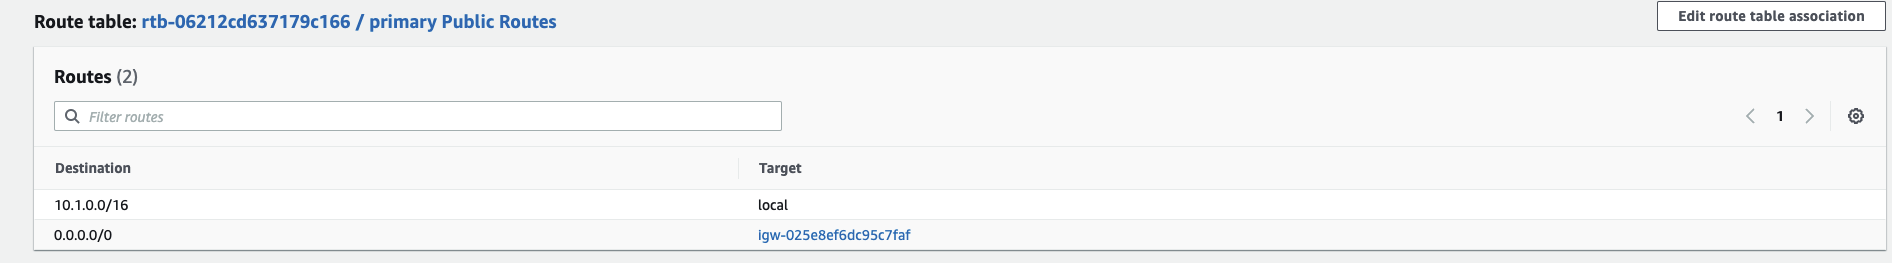 Route table: rtb-06212cd637179c166 / primary Public Routes
Edit route table association
Routes (2)
Filter routes
1
Destination Target
10.1.0.0/16 local
0.0.0.0/0 igw-025e8ef6dc95c7faf